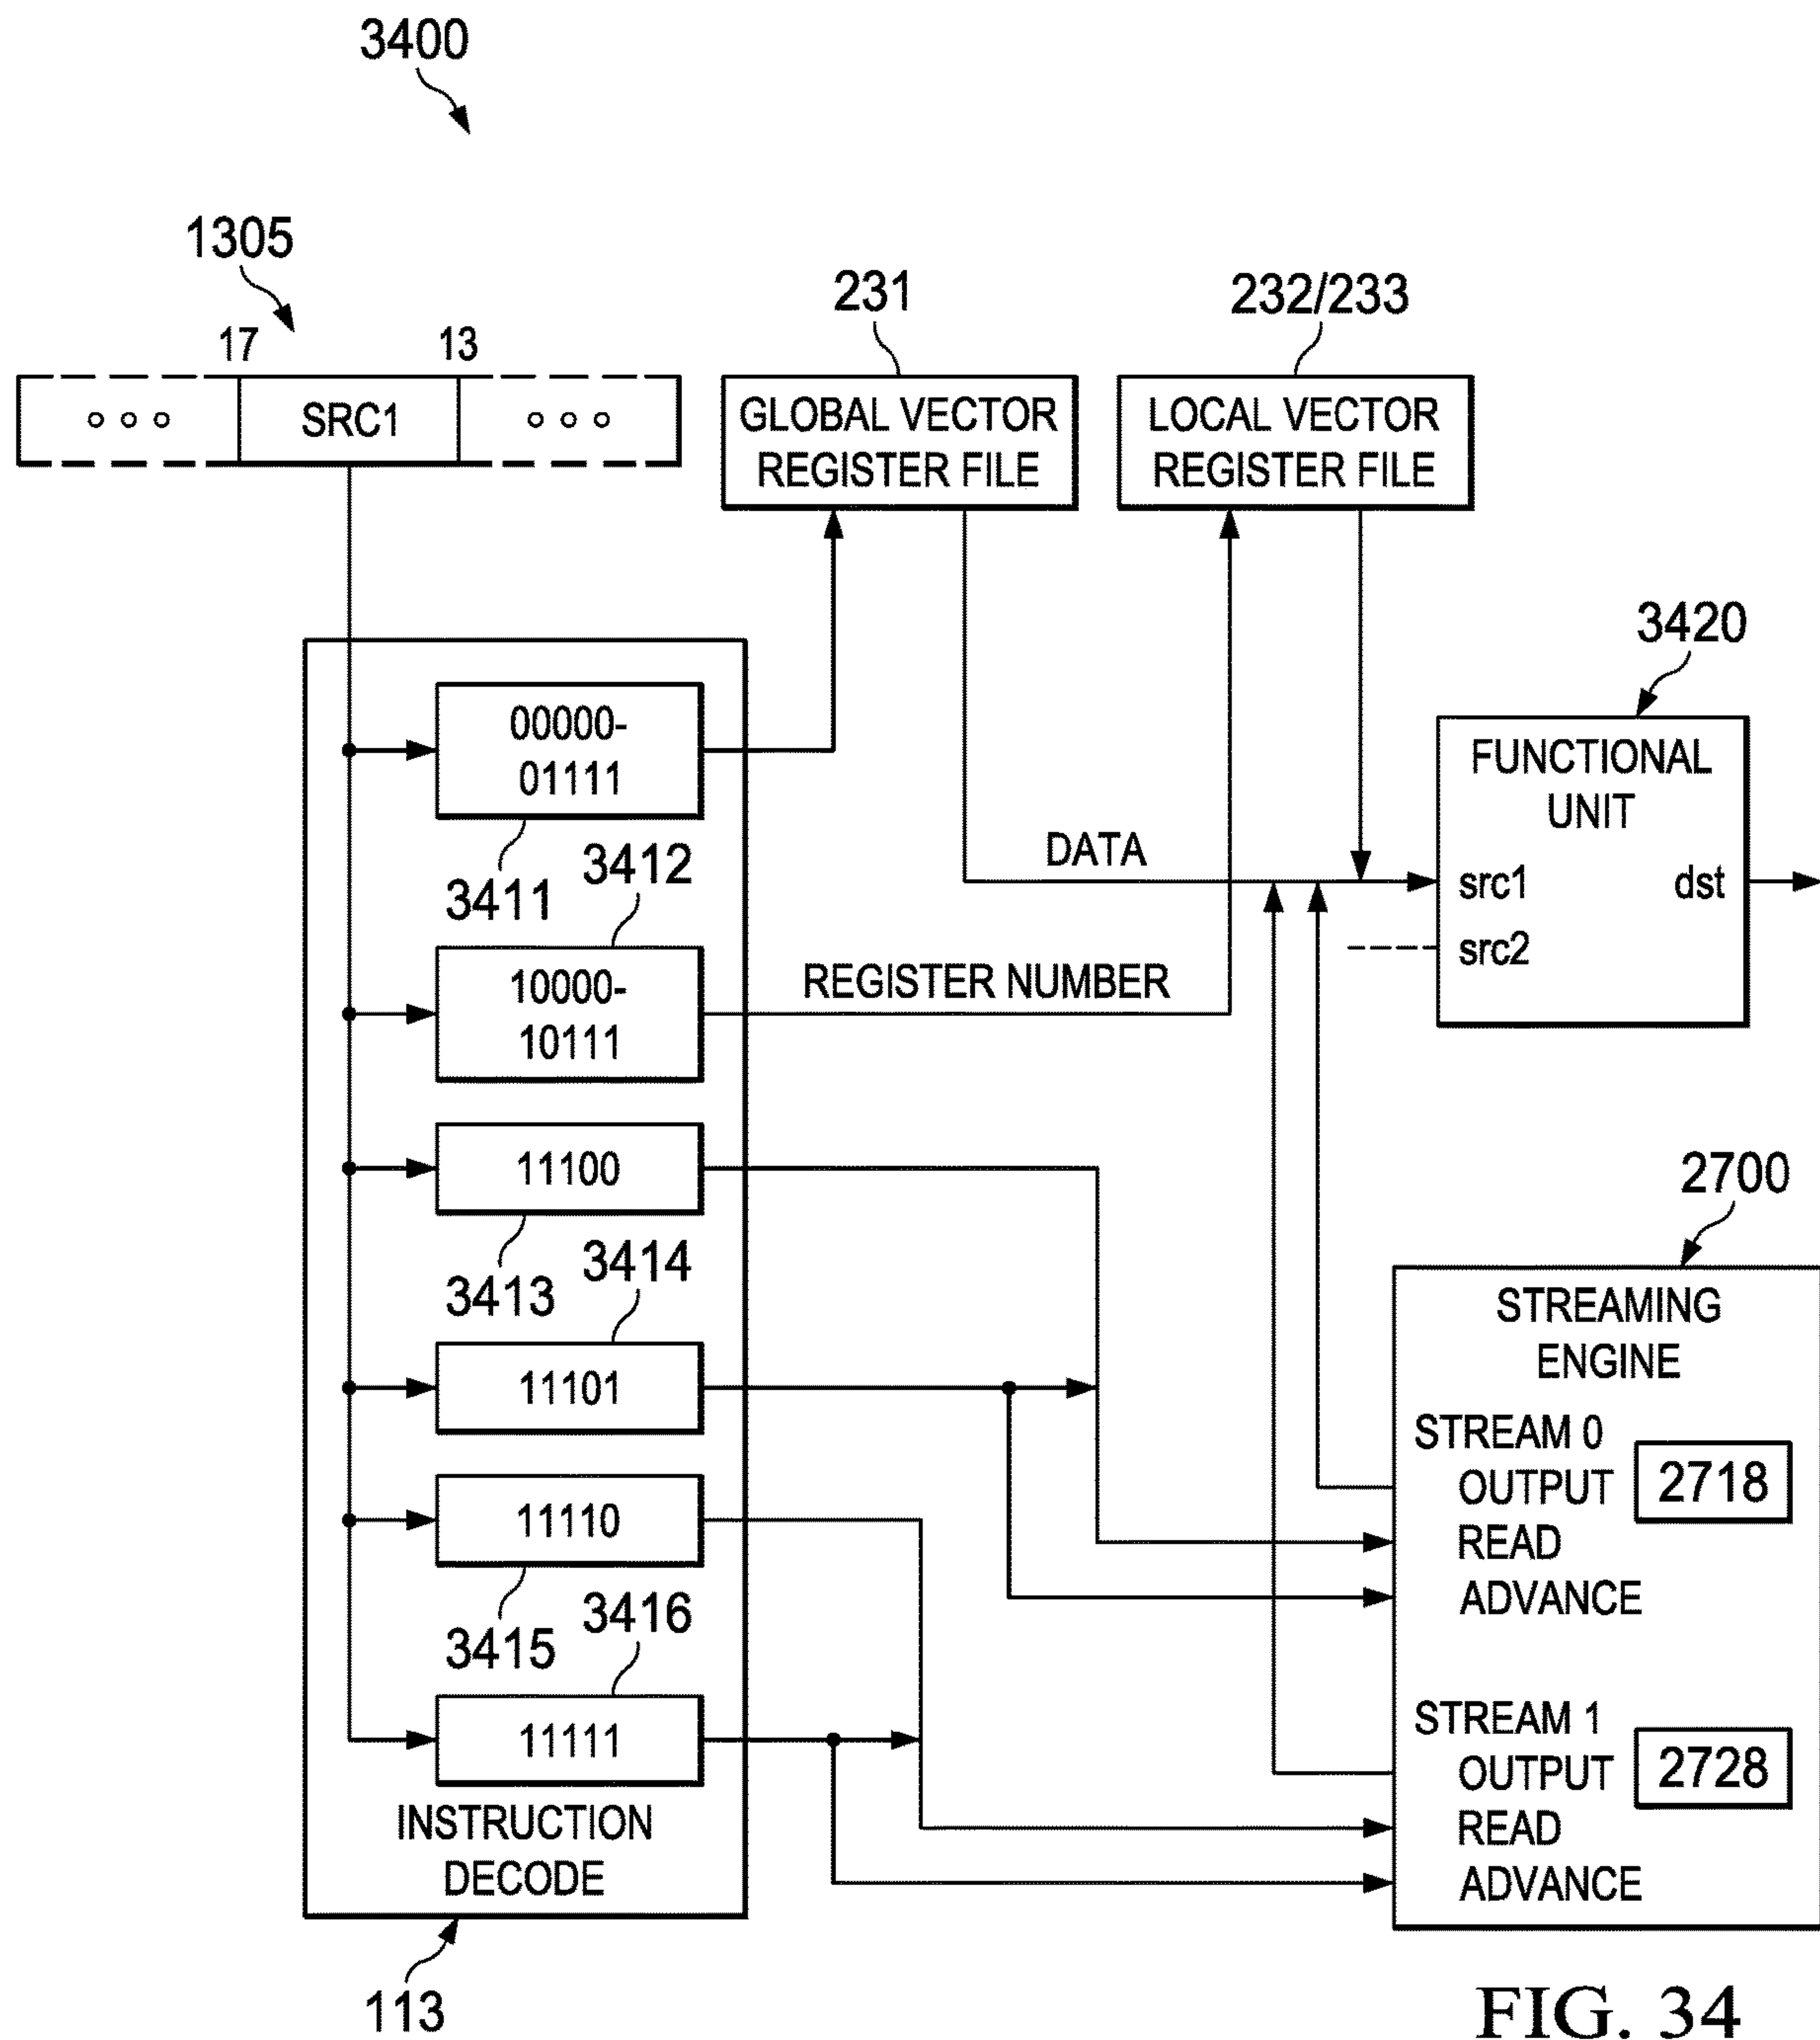 3400
1305
231
232/233
17
13
○ ○ ○
SRC1
○ ○ ○
GLOBAL VECTOR
REGISTER FILE
LOCAL VECTOR
REGISTER FILE
3420
FUNCTIONAL
UNIT
src1
dst
src2
00000-
01111
3411
DATA
3412
10000-
10111
REGISTER NUMBER
11100
3413
3414
11101
11110
3415
3416
11111
INSTRUCTION
DECODE
113
2700
STREAMING
ENGINE
STREAM 0
OUTPUT
2718
READ
ADVANCE
STREAM 1
OUTPUT
2728
READ
ADVANCE
FIG. 34